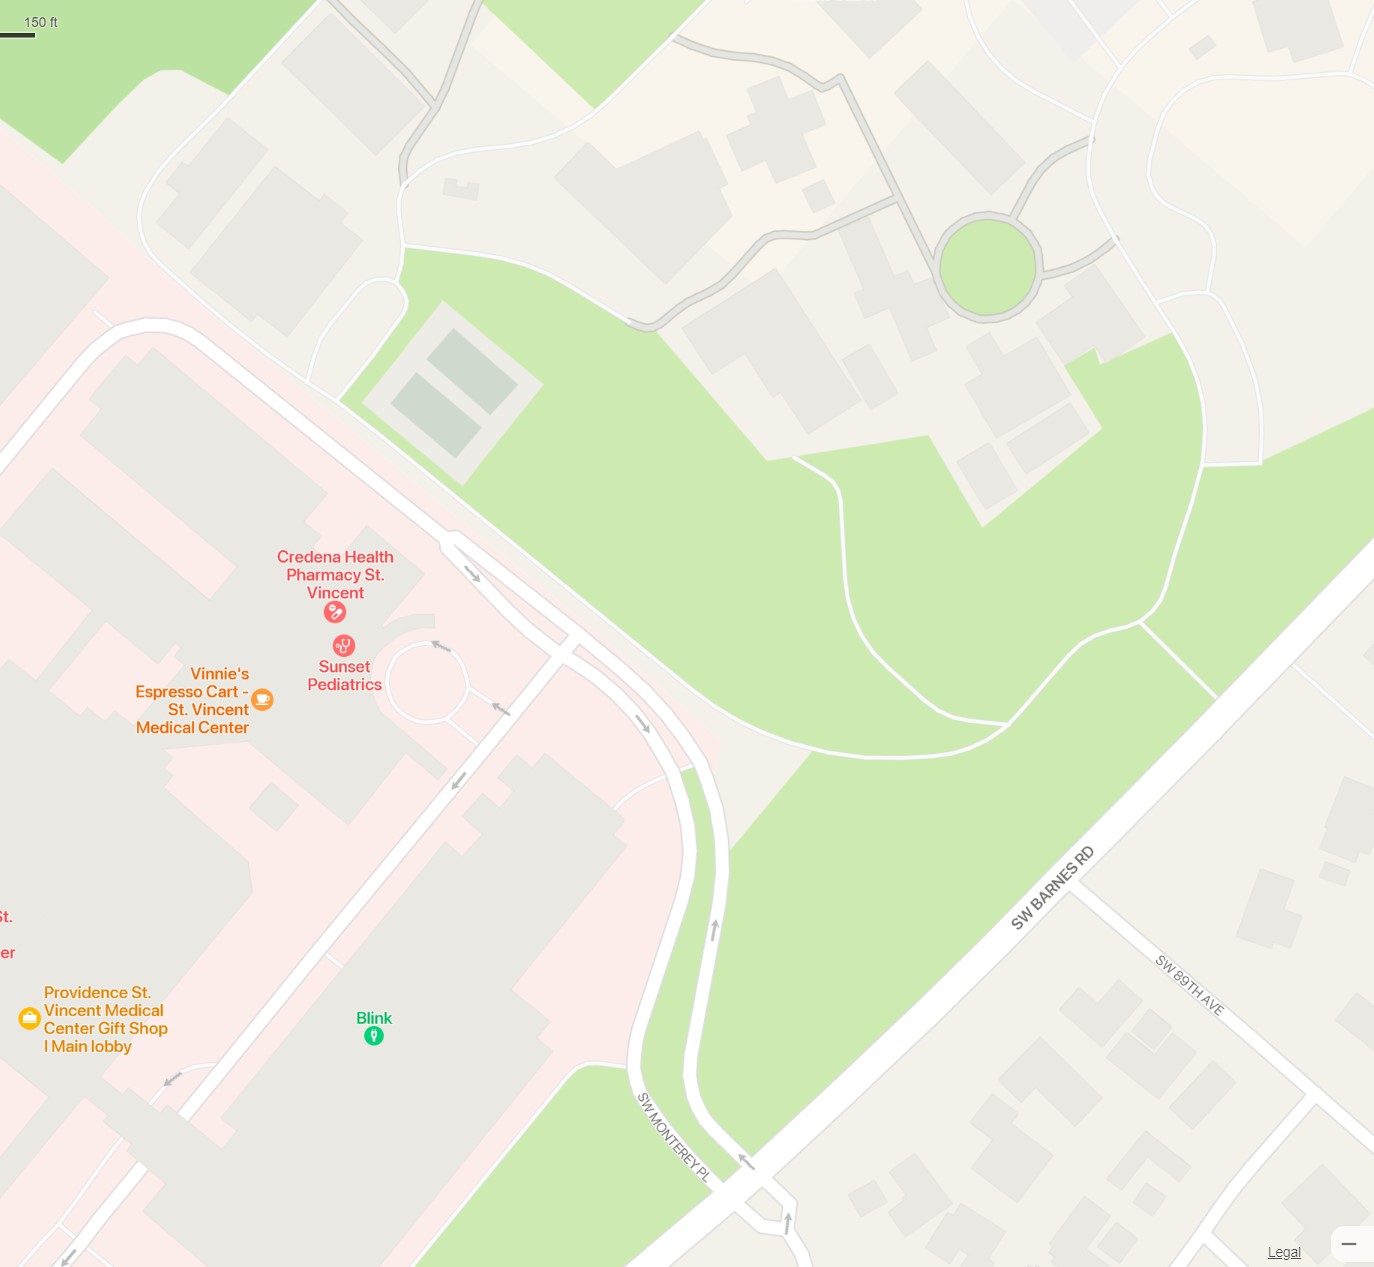 150 ft
Credena Health
Pharmacy St.
Vincent
Sunset
Pediatrics
Vinnie's
Espresso Cart -
St. Vincent
Medical Center
SW BARNES RD
St.
er
SW 89TH AVE
Providence St.
Vincent Medical
Center Gift Shop
I Main lobby
Blink
SW MONTEREY PL
Legal